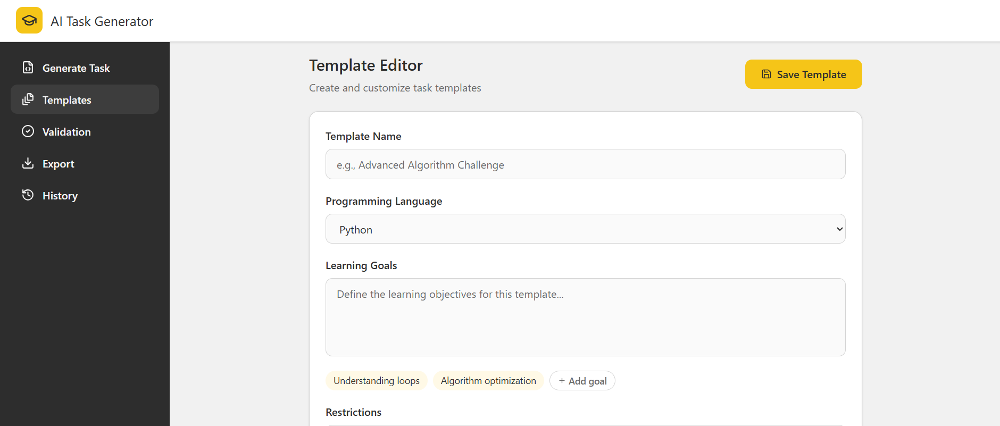 AI Task Generator
Generate Task
Templates
Validation
Export
History
Template Editor
Create and customize task templates
Save Template
Template Name
e.g., Advanced Algorithm Challenge
Programming Language
Python
Learning Goals
Define the learning objectives for this template...
Understanding loops
Algorithm optimization
+ Add goal
Restrictions